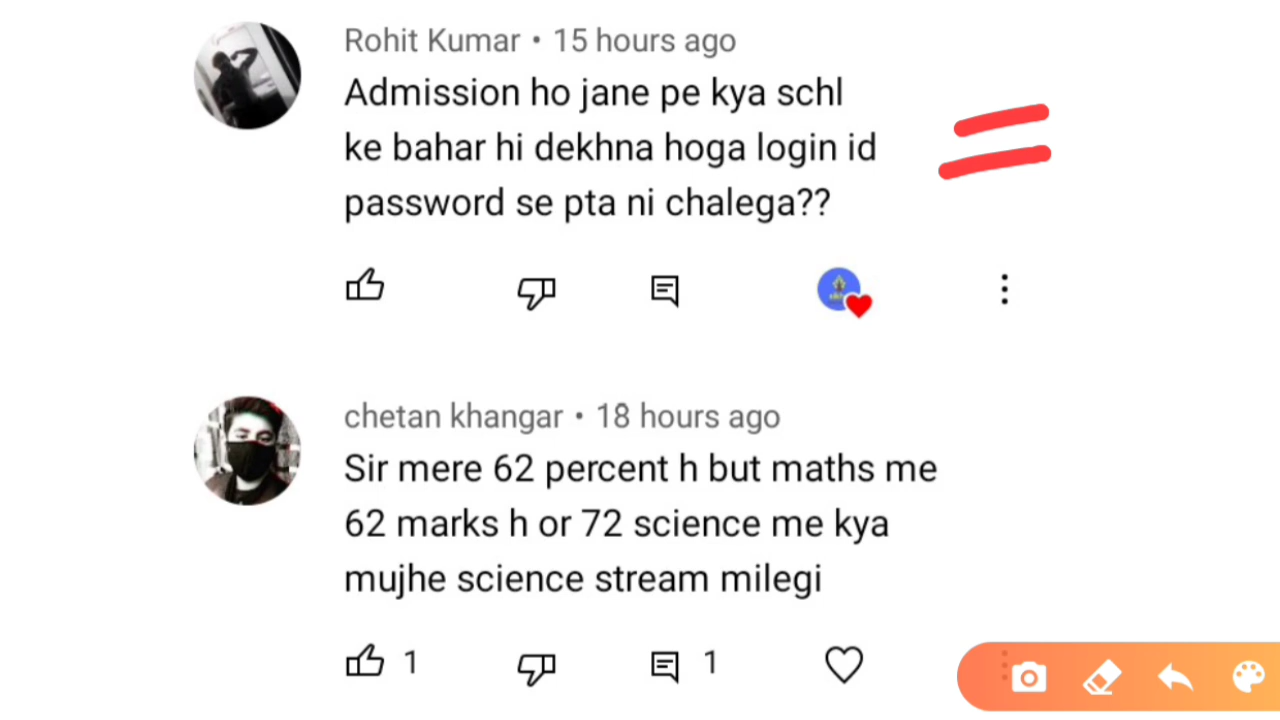 Rohit Kumar • 15 hours ago
Admission ho jane pe kya schl
ke bahar hi dekhna hoga login id
password se pta ni chalega??
chetan khangar • 18 hours ago
Sir mere 62 percent h but maths me
62 marks h or 72 science me kya
mujhe science stream milegi
1 1